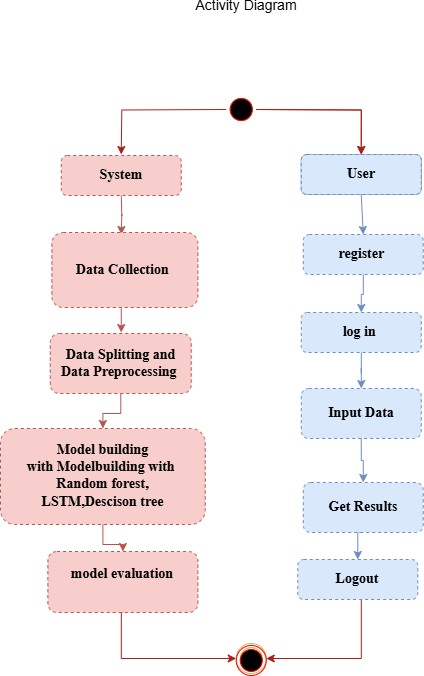 Activity Diagram
System
User
Data Collection
register
log in
Data Splitting and
Data Preprocessing
Input Data
Model building
with Modelbuilding with
Random forest,
LSTM,Descison tree
Get Results
model evaluation
Logout